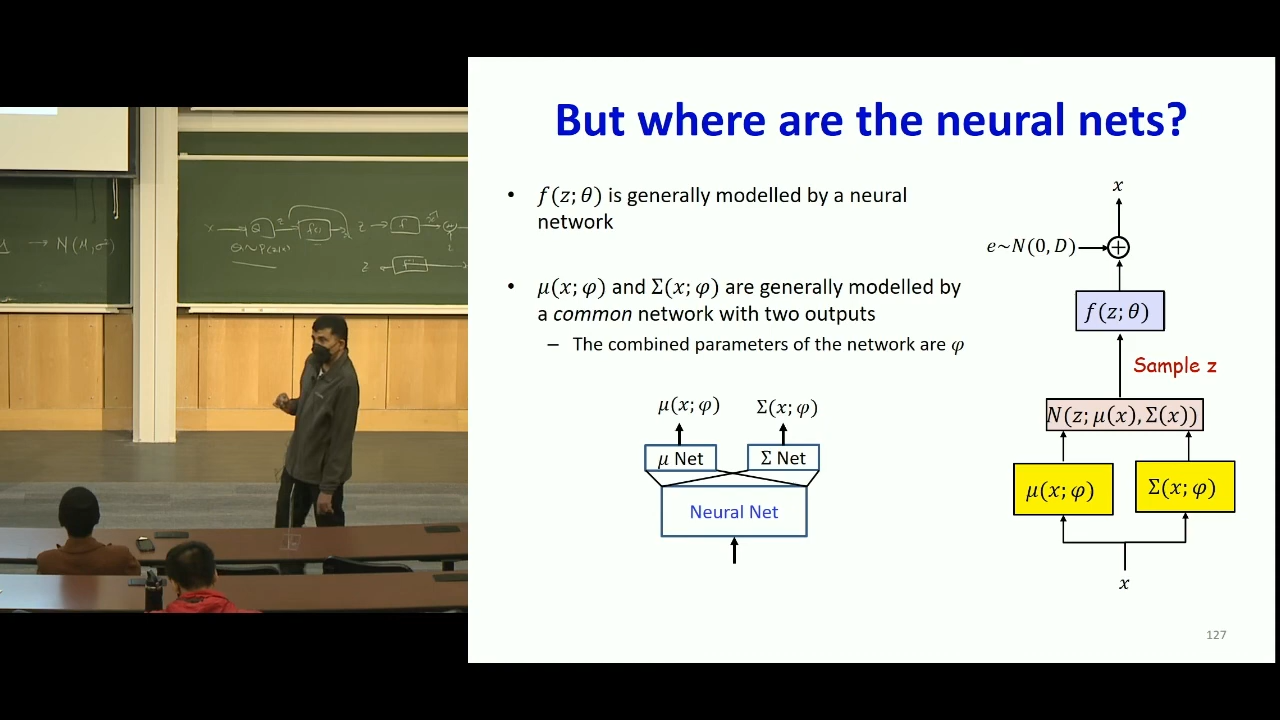 But where are the neural nets?
• f(z; θ) is generally modelled by a neural
network
• μ(x; φ) and Σ(x; φ) are generally modelled by
a common network with two outputs
– The combined parameters of the network are φ
μ(x; φ) Σ(x; φ)
μ Net Σ Net
Neural Net
x
e~N(0, D)
+
f(z; θ)
Sample z
N(z; μ(x), Σ(x))
μ(x; φ) Σ(x; φ)
x
127
→ N(μ, σ²)
x Q z f(z)
Q ~ P(z|x)
z → f
z